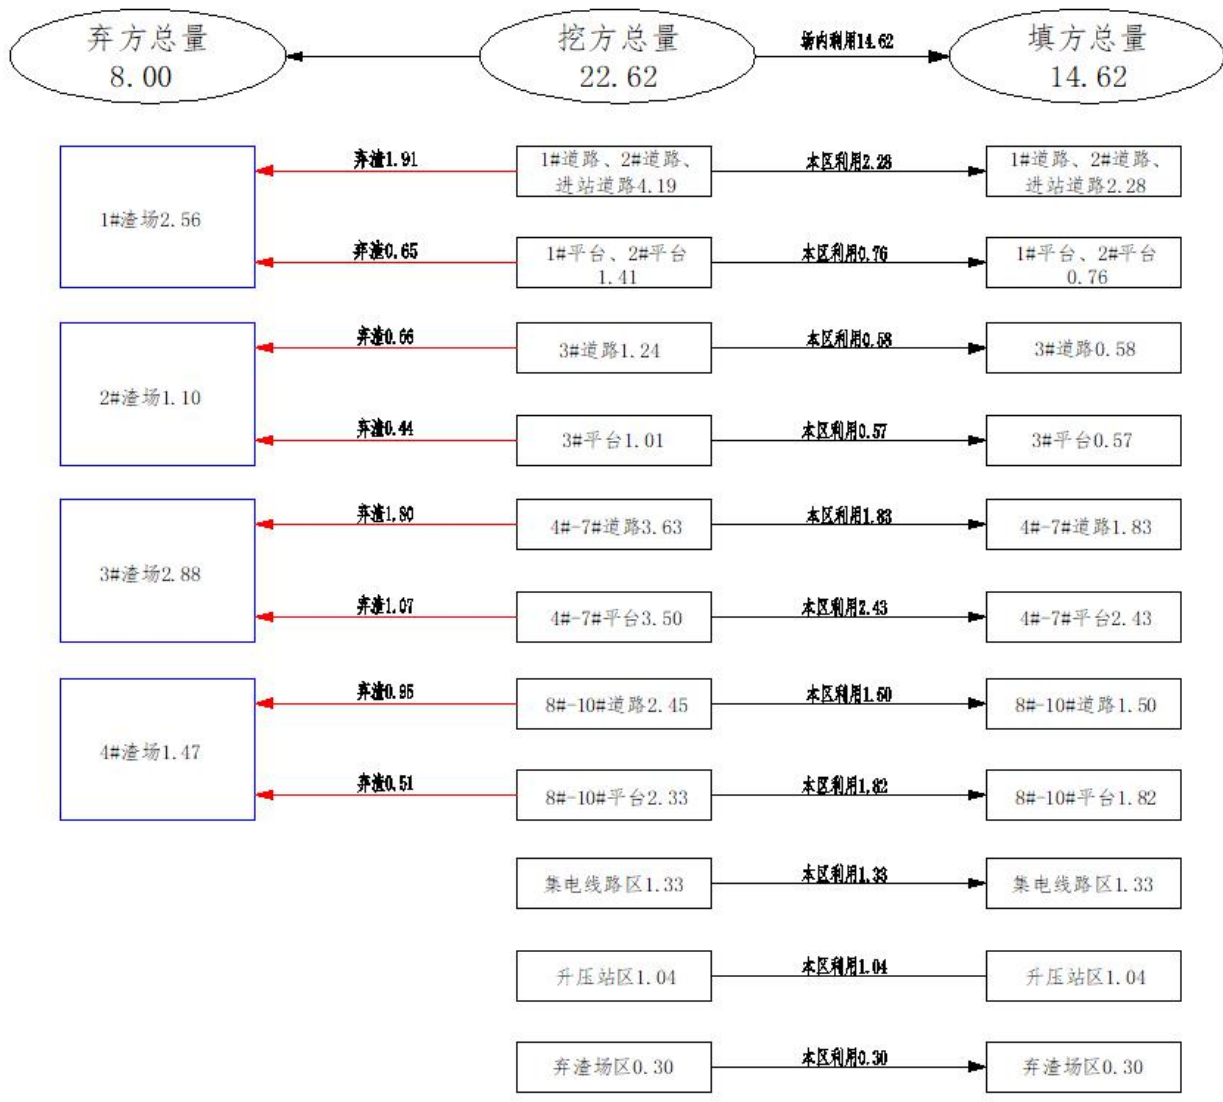 弃方总量
8.00
挖方总量
22.62
场内利用14.62
填方总量
14.62
1#渣场2.56
弃渣1.91
1#道路、2#道路、
进站道路4.19
本区利用2.28
1#道路、2#道路、
进站道路2.28
弃渣0.65
1#平台、2#平台
1.41
本区利用0.76
1#平台、2#平台
0.76
2#渣场1.10
弃渣0.66
3#道路1.24
本区利用0.58
3#道路0.58
弃渣0.44
3#平台1.01
本区利用0.57
3#平台0.57
3#渣场2.88
弃渣1.80
4#-7#道路3.63
本区利用1.83
4#-7#道路1.83
弃渣1.07
4#-7#平台3.50
本区利用2.43
4#-7#平台2.43
4#渣场1.47
弃渣0.95
8#-10#道路2.45
本区利用1.50
8#-10#道路1.50
弃渣0.51
8#-10#平台2.33
本区利用1.82
8#-10#平台1.82
集电线路区1.33
本区利用1.33
集电线路区1.33
升压站区1.04
本区利用1.04
升压站区1.04
弃渣场区0.30
本区利用0.30
弃渣场区0.30